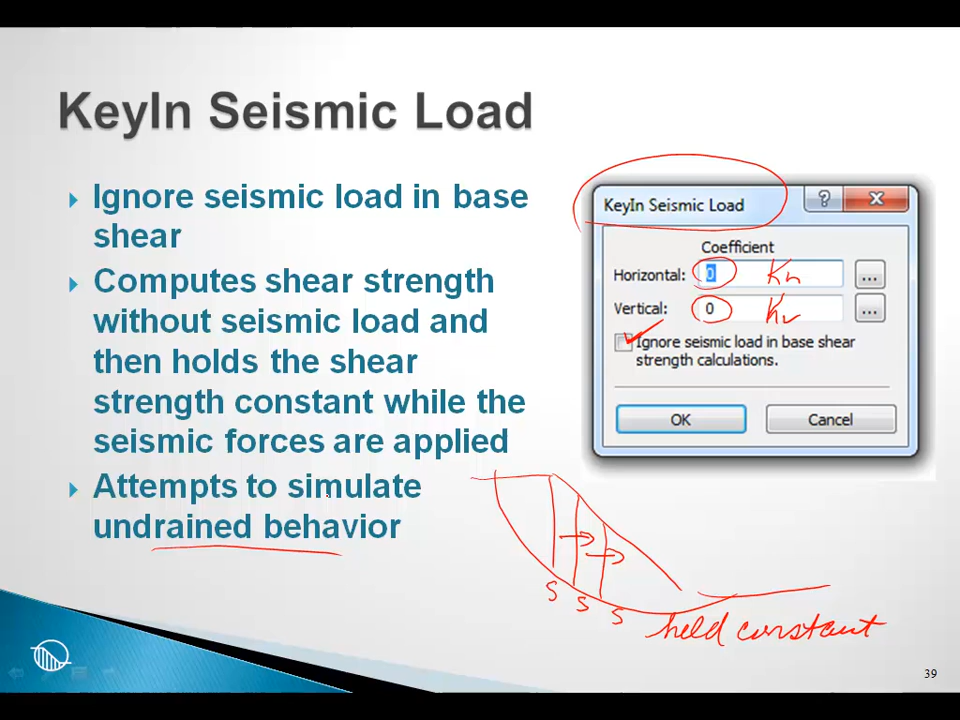 KeyIn Seismic Load
Ignore seismic load in base
shear
Computes shear strength
without seismic load and
then holds the shear
strength constant while the
seismic forces are applied
Attempts to simulate
undrained behavior
KeyIn Seismic Load
Coefficient
Horizontal: 0 Kh ...
Vertical: 0 Kv ...
Ignore seismic load in base shear
strength calculations.
OK Cancel
S
S
S
held constant
39